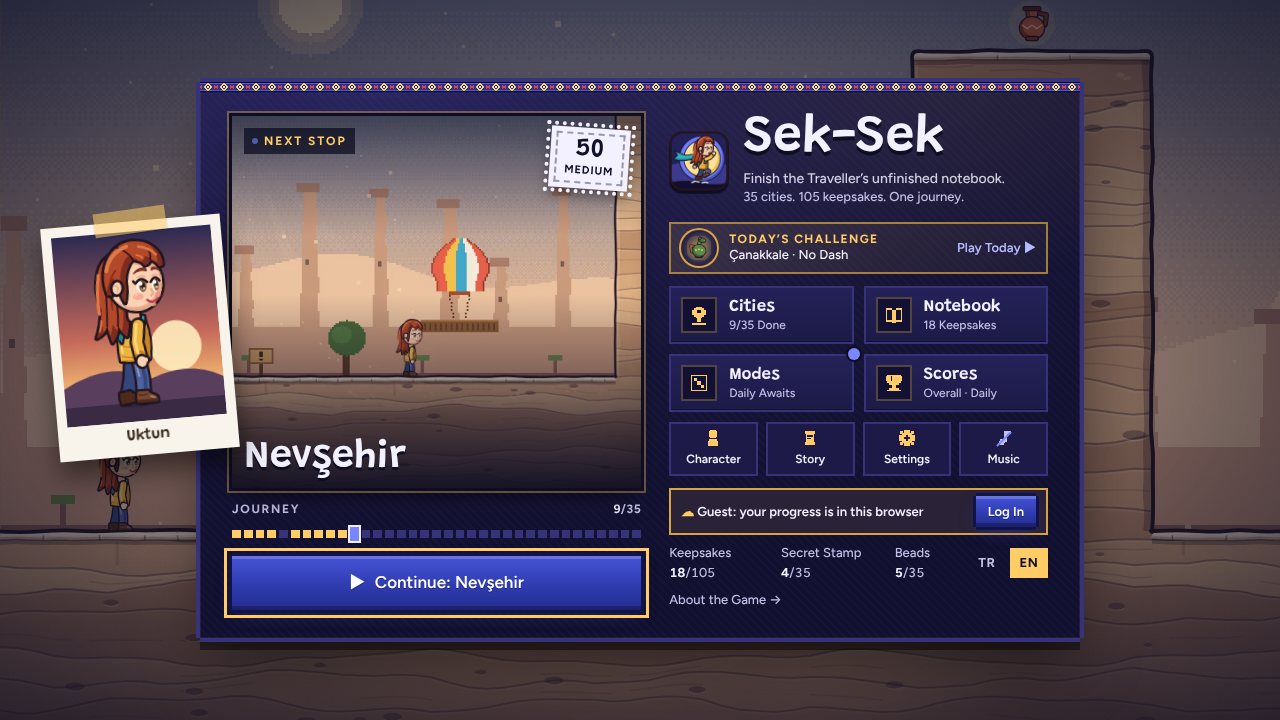 NEXT STOP
50
MEDIUM
Uktun
Nevşehir
JOURNEY 9/35
▶ Continue: Nevşehir
Sek-Sek
Finish the Traveller's unfinished notebook.
35 cities. 105 keepsakes. One journey.
TODAY'S CHALLENGE
Çanakkale · No Dash
Play Today ▶
Cities
9/35 Done
Notebook
18 Keepsakes
Modes
Daily Awaits
Scores
Overall · Daily
Character
Story
Settings
Music
Guest: your progress is in this browser
Log In
Keepsakes
18/105
Secret Stamp
4/35
Beads
5/35
TR
EN
About the Game →